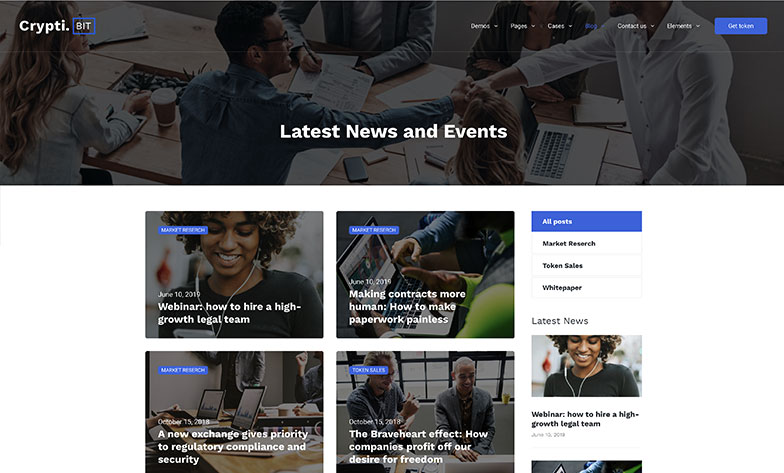 Crypti. BIT
Demos Pages Cases Blog Contact us Elements Get token
Latest News and Events
MARKET RESERCH
June 10, 2019
Webinar: how to hire a high-
growth legal team
MARKET RESERCH
June 10, 2019
Making contracts more
human: How to make
paperwork painless
MARKET RESERCH
October 15, 2018
A new exchange gives priority
to regulatory compliance and
security
TOKEN SALES
October 15, 2018
The Braveheart effect: How
companies profit off our
desire for freedom
All posts
Market Reserch
Token Sales
Whitepaper
Latest News
Webinar: how to hire a high-
growth legal team
June 10, 2018